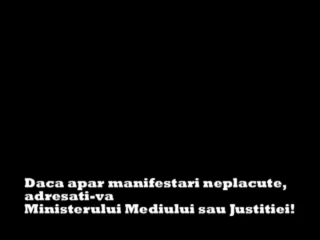 Daca apar manifestari neplacute,
adresati-va
Ministerului Mediului sau Justitiei!